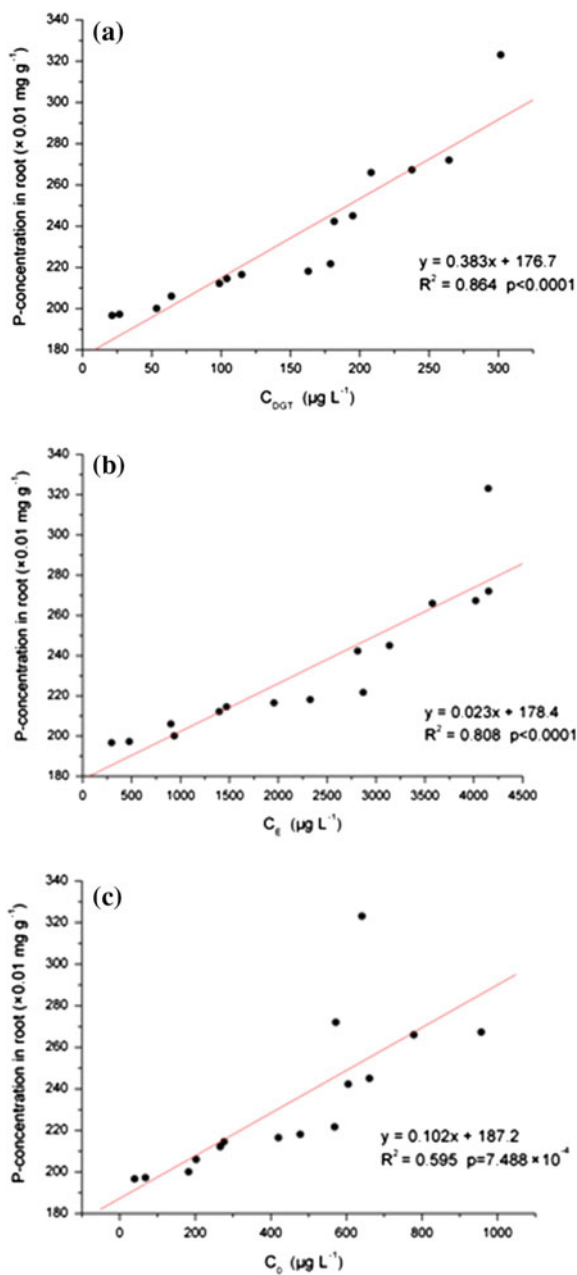 (a)
340
320
300
280
260
240
220
200
180
P-concentration in root (×0.01 mg g⁻¹)
y = 0.383x + 176.7
R² = 0.864 p<0.0001
0 50 100 150 200 250 300
C_DGT (µg L⁻¹)
(b)
340
320
300
280
260
240
220
200
180
P-concentration in root (×0.01 mg g⁻¹)
y = 0.023x + 178.4
R² = 0.808 p<0.0001
0 500 1000 1500 2000 2500 3000 3500 4000 4500
C_E (µg L⁻¹)
(c)
340
320
300
280
260
240
220
200
180
P-concentration in root (×0.01 mg g⁻¹)
y = 0.102x + 187.2
R² = 0.595 p=7.488×10⁻⁴
0 200 400 600 800 1000
C₀ (µg L⁻¹)